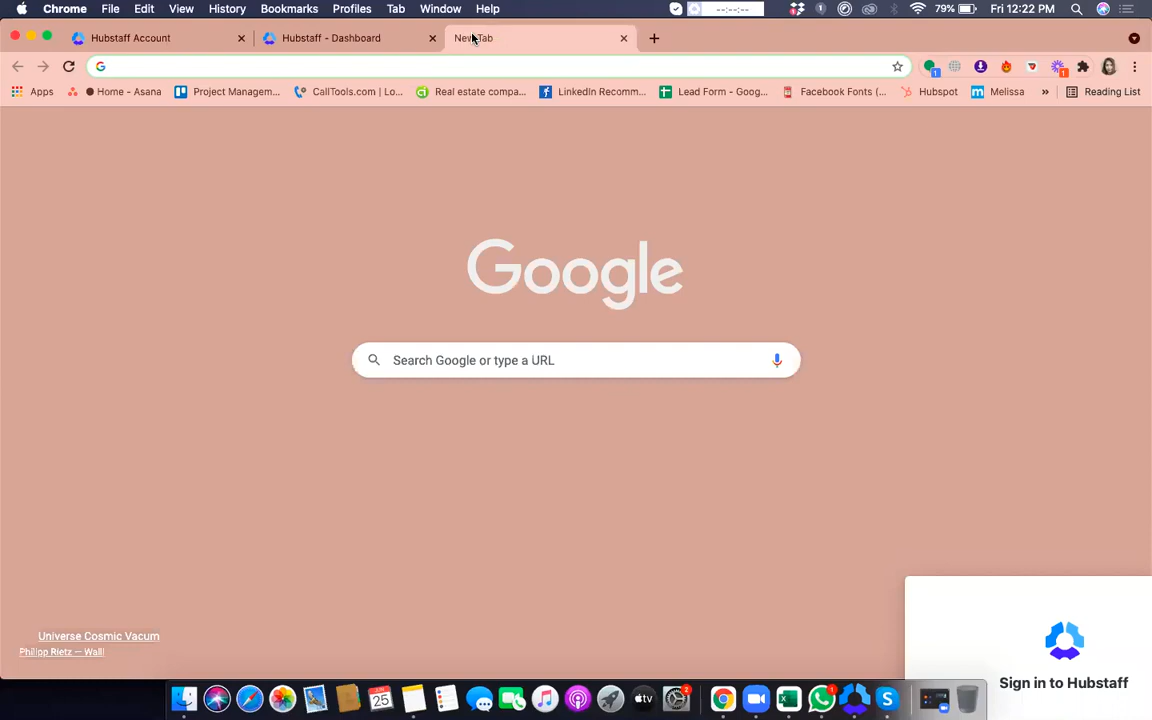 Chrome File Edit View History Bookmarks Profiles Tab Window Help --:--:-- 79% Fri 12:22 PM
Hubstaff Account Hubstaff - Dashboard New Tab
Apps Home - Asana Project Managem... CallTools.com | Lo... Real estate compa... LinkedIn Recomm... Lead Form - Goog... Facebook Fonts (... Hubspot Melissa » Reading List
Google
Search Google or type a URL
Universe Cosmic Vacum
Philipp Rietz — Walli
Sign in to Hubstaff